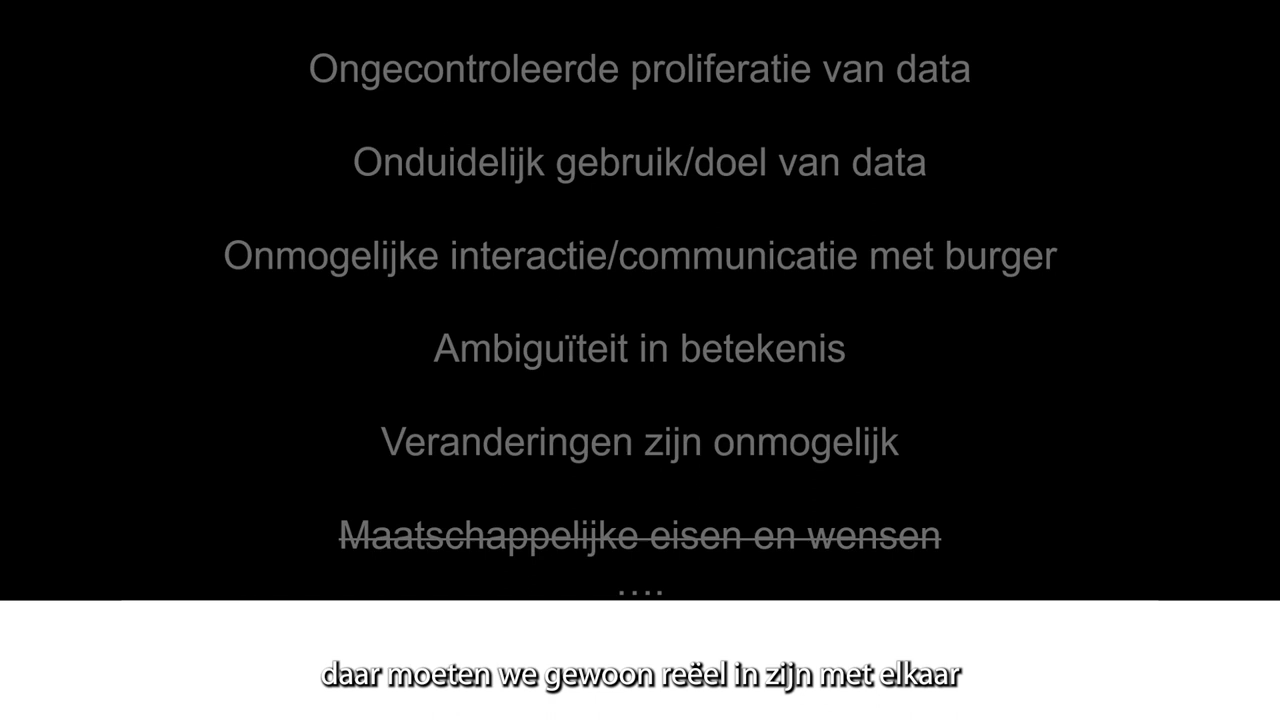 Ongecontroleerde proliferatie van data
Onduidelijk gebruik/doel van data
Onmogelijke interactie/communicatie met burger
Ambiguïteit in betekenis
Veranderingen zijn onmogelijk
Maatschappelijke eisen en wensen
....
daar moeten we gewoon reëel in zijn met elkaar